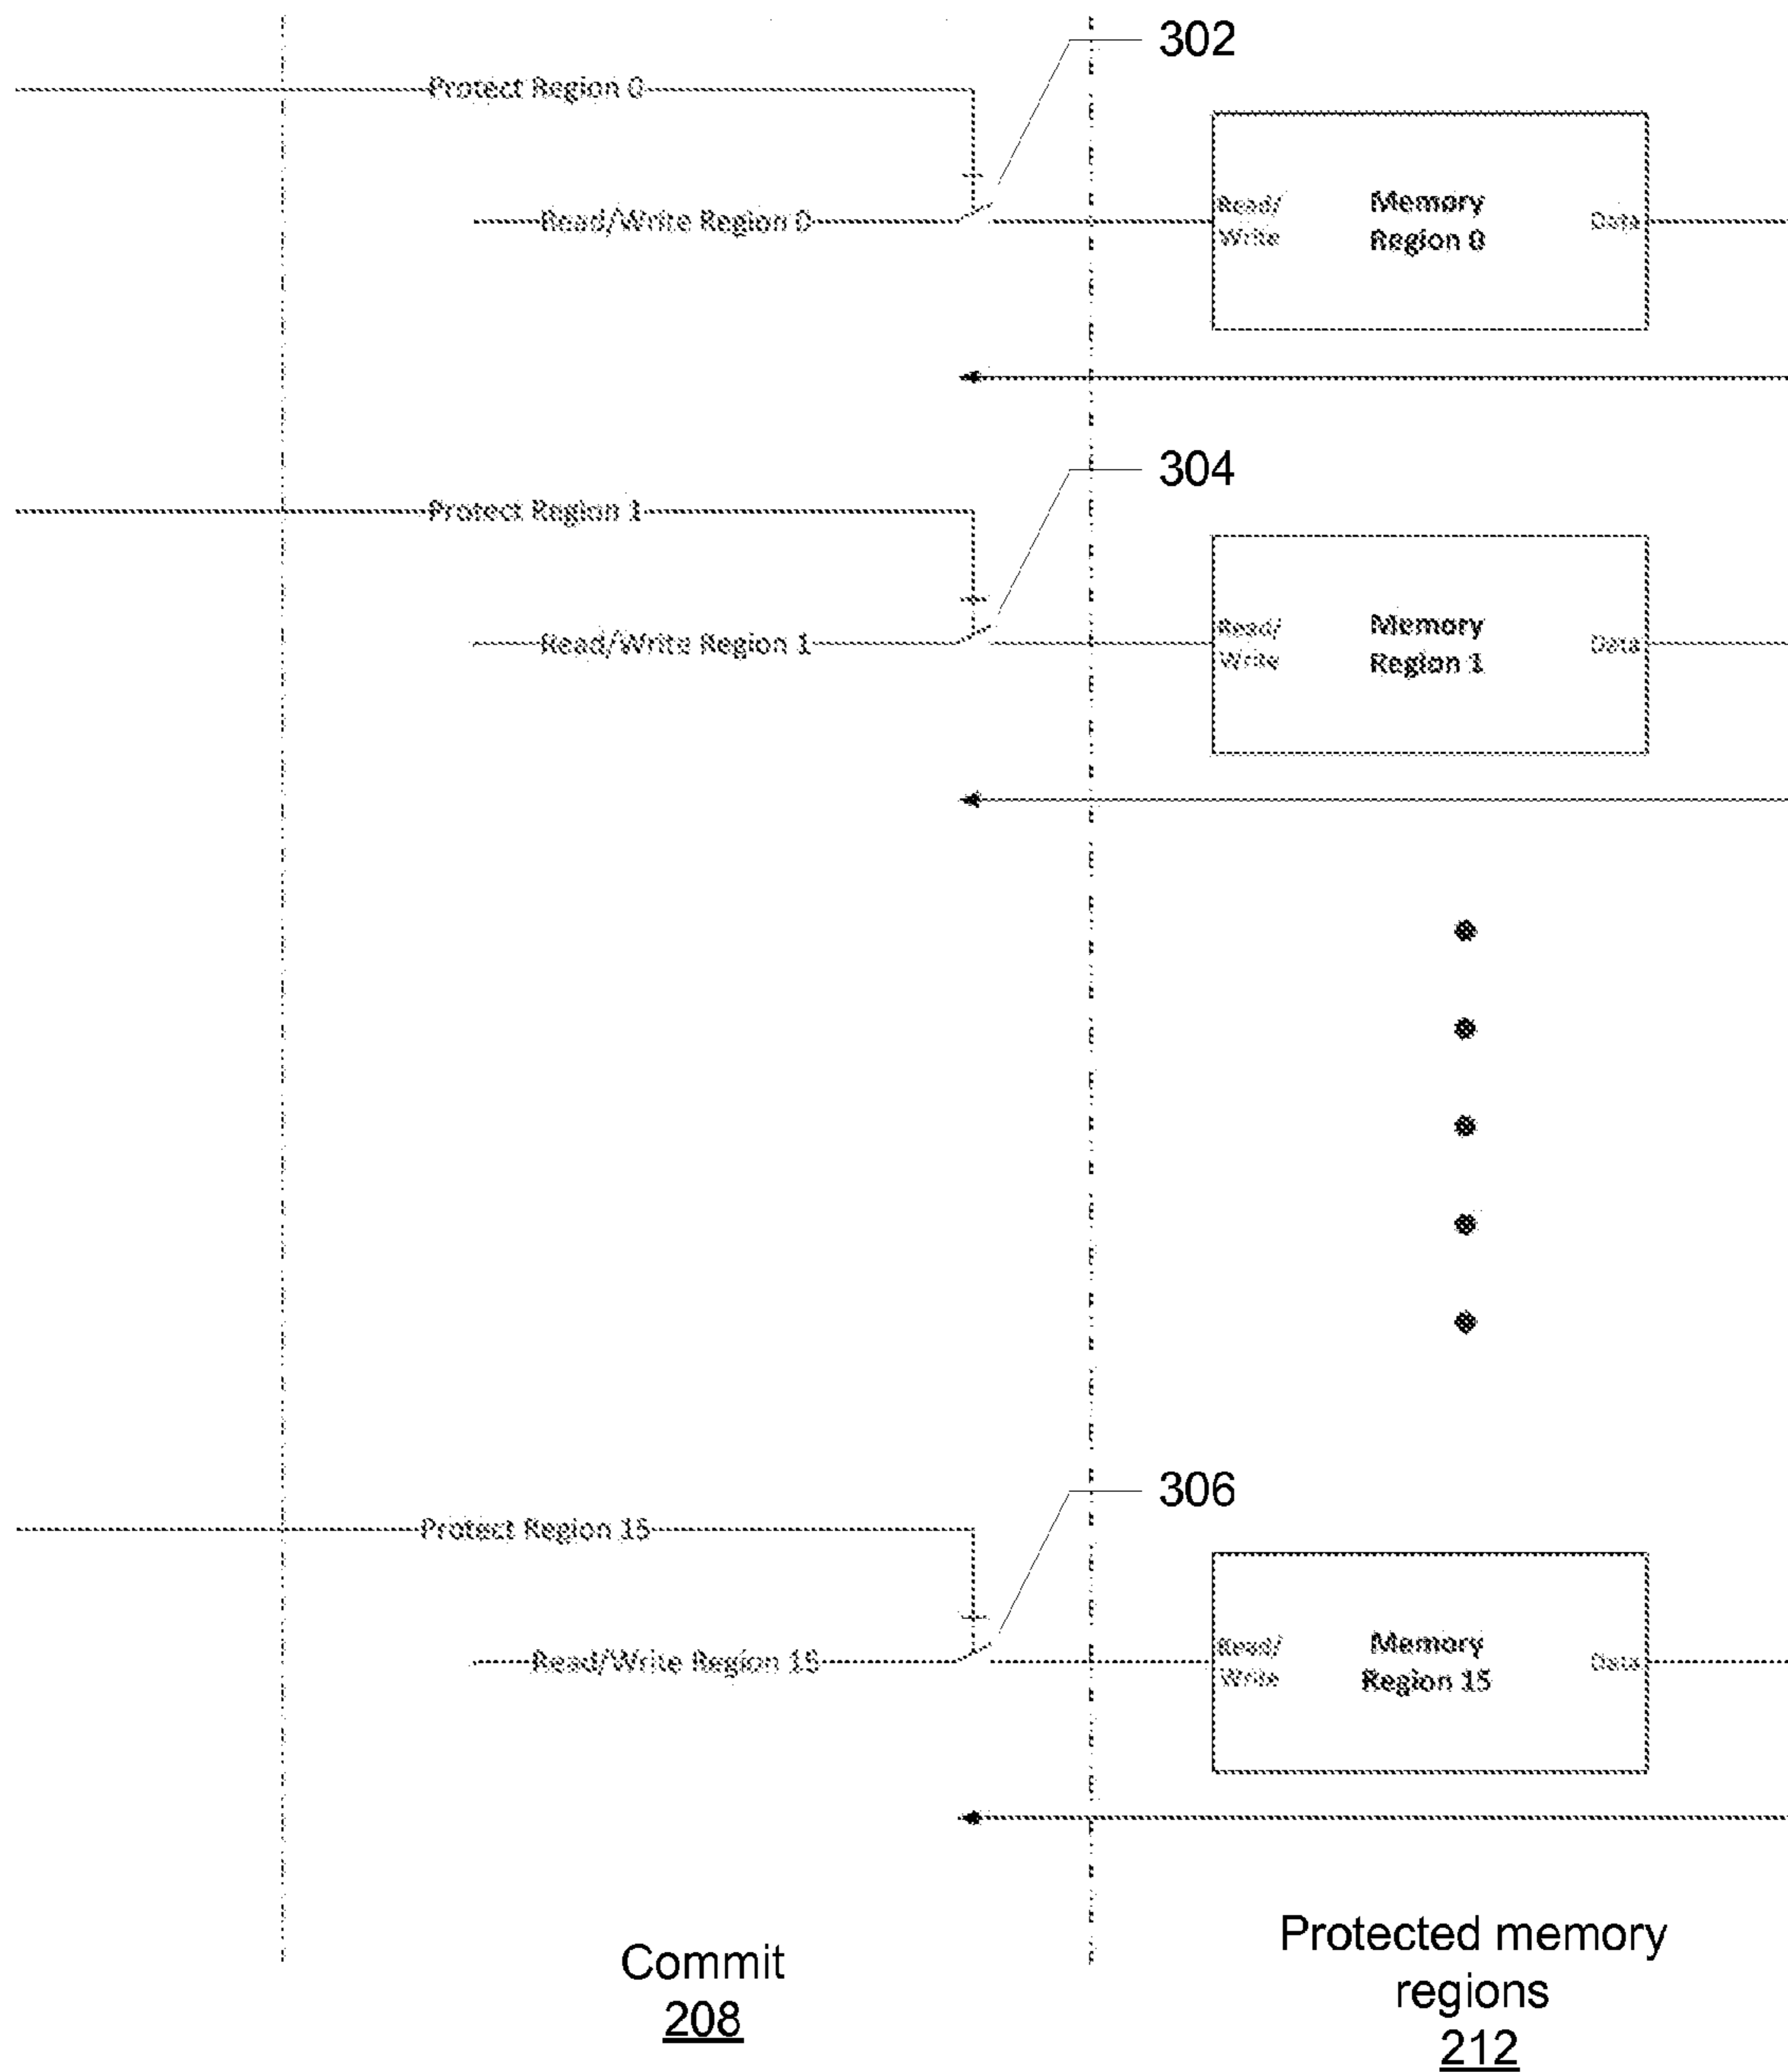 302
Protect Region 0
Read/Write Region 0
Read/
Write
Memory
Region 0
Data
304
Protect Region 1
Read/Write Region 1
Read/
Write
Memory
Region 1
Data
306
Protect Region 15
Read/Write Region 15
Read/
Write
Memory
Region 15
Data
Commit
208
Protected memory
regions
212